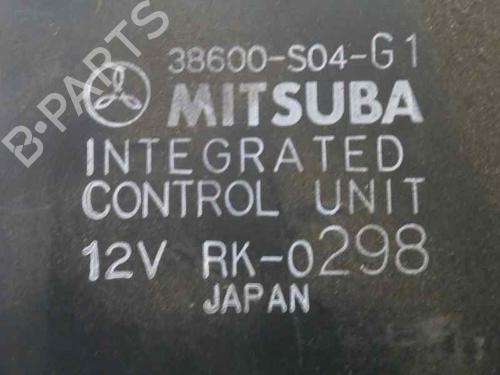 38600-S04-G1
MITSUBA
INTEGRATED
CONTROL UNIT
12V RK-0298
JAPAN
B-PARTS